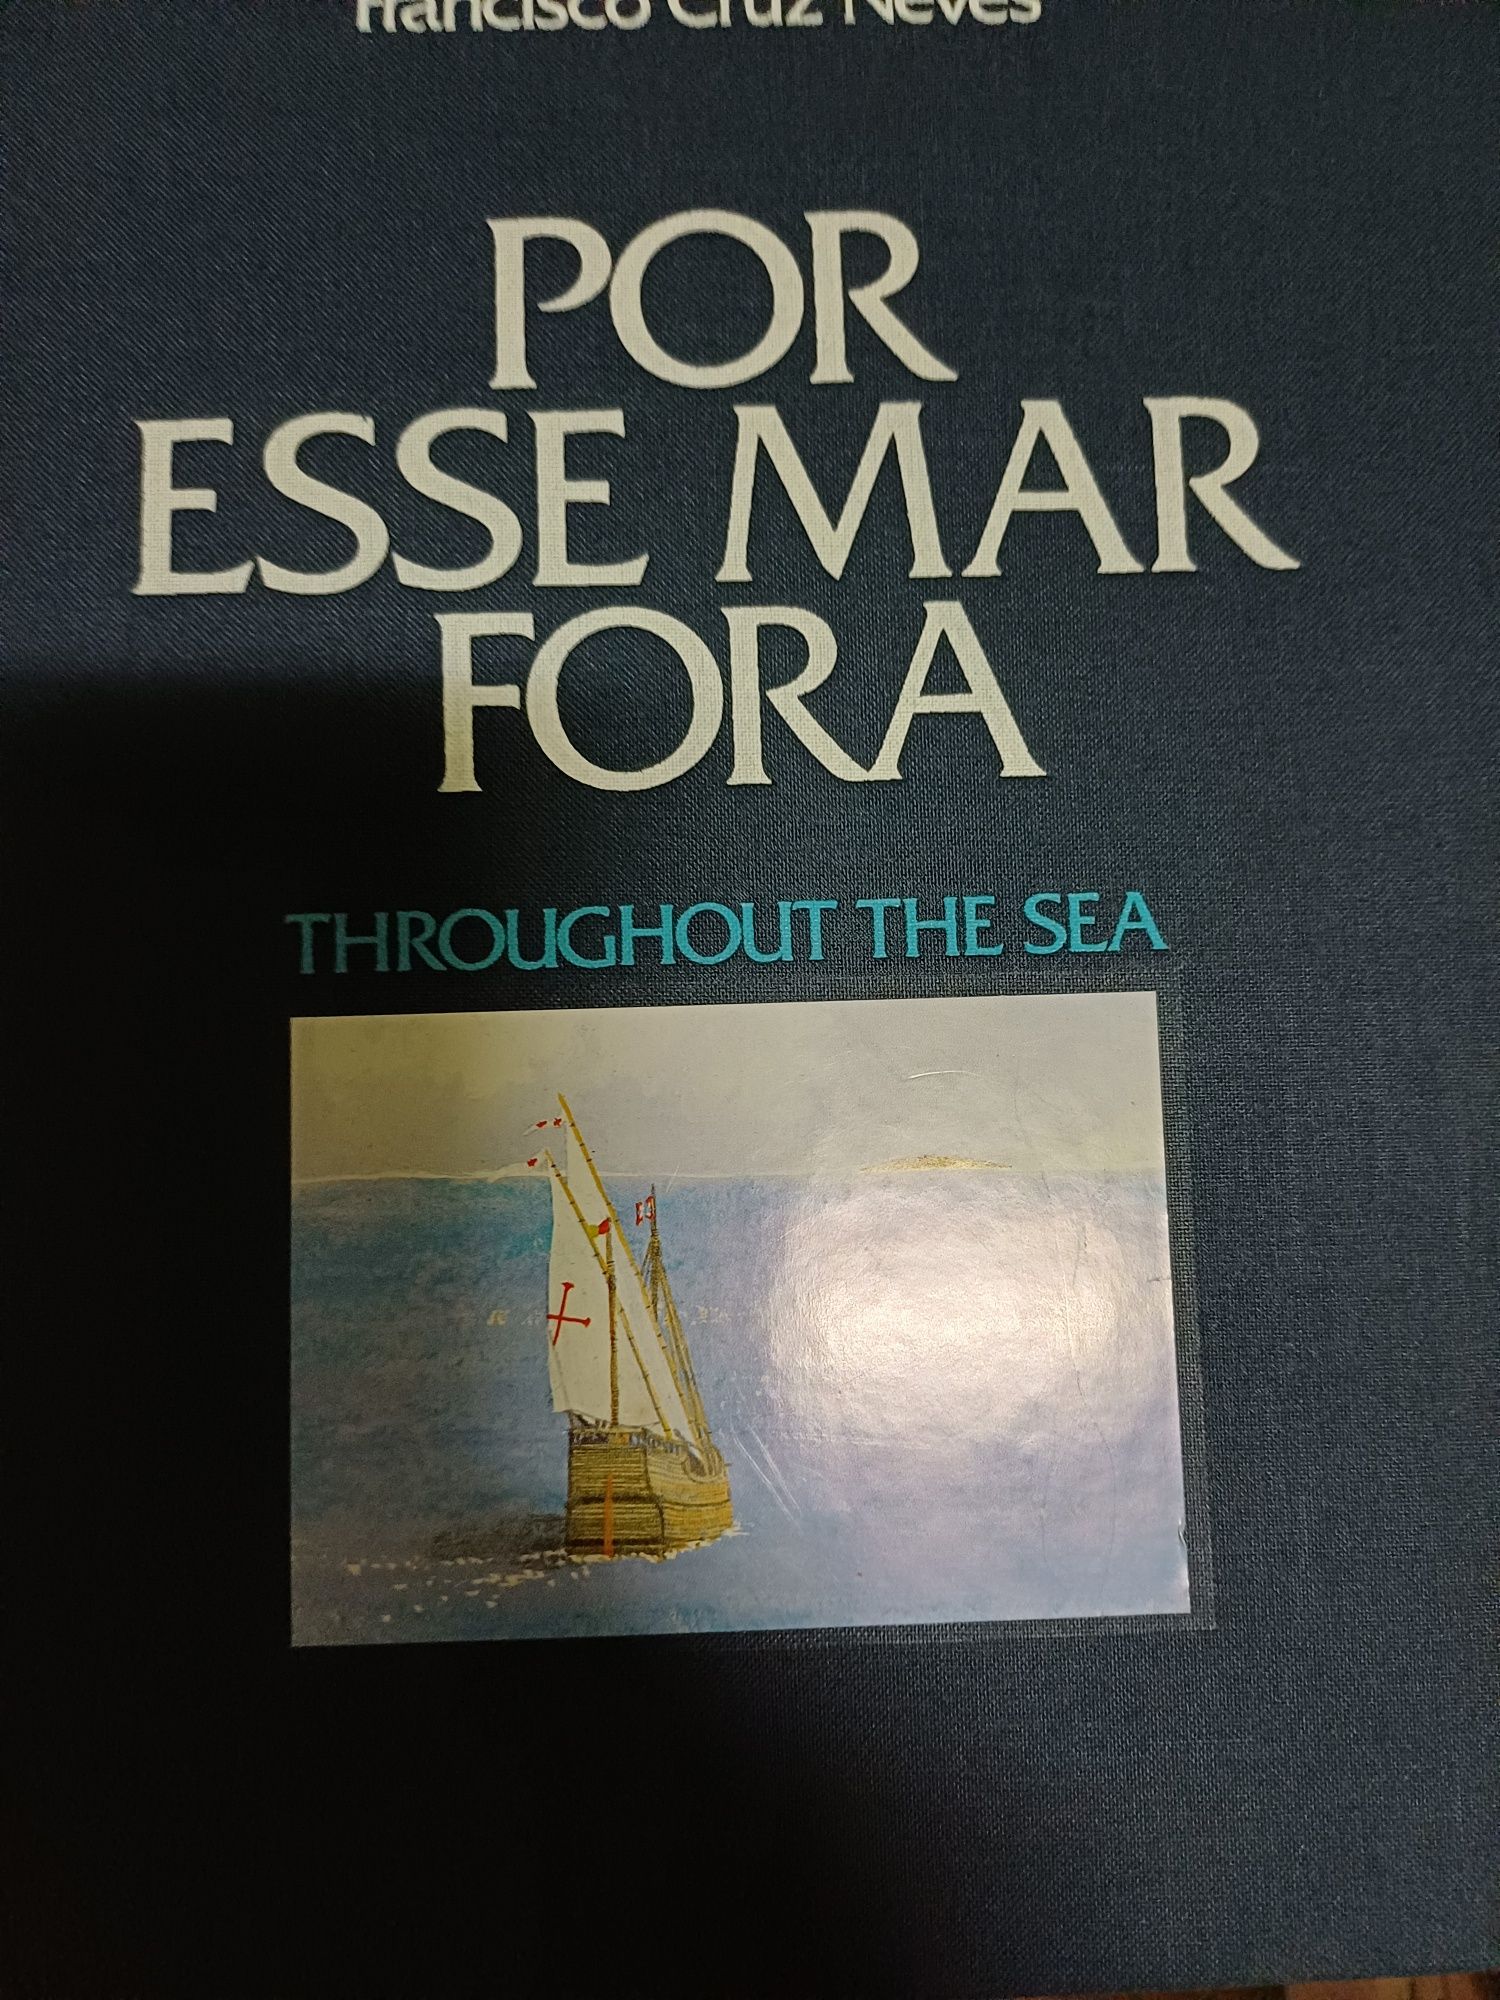 Francisco Cruz Neves
POR
ESSE MAR
FORA
THROUGHOUT THE SEA